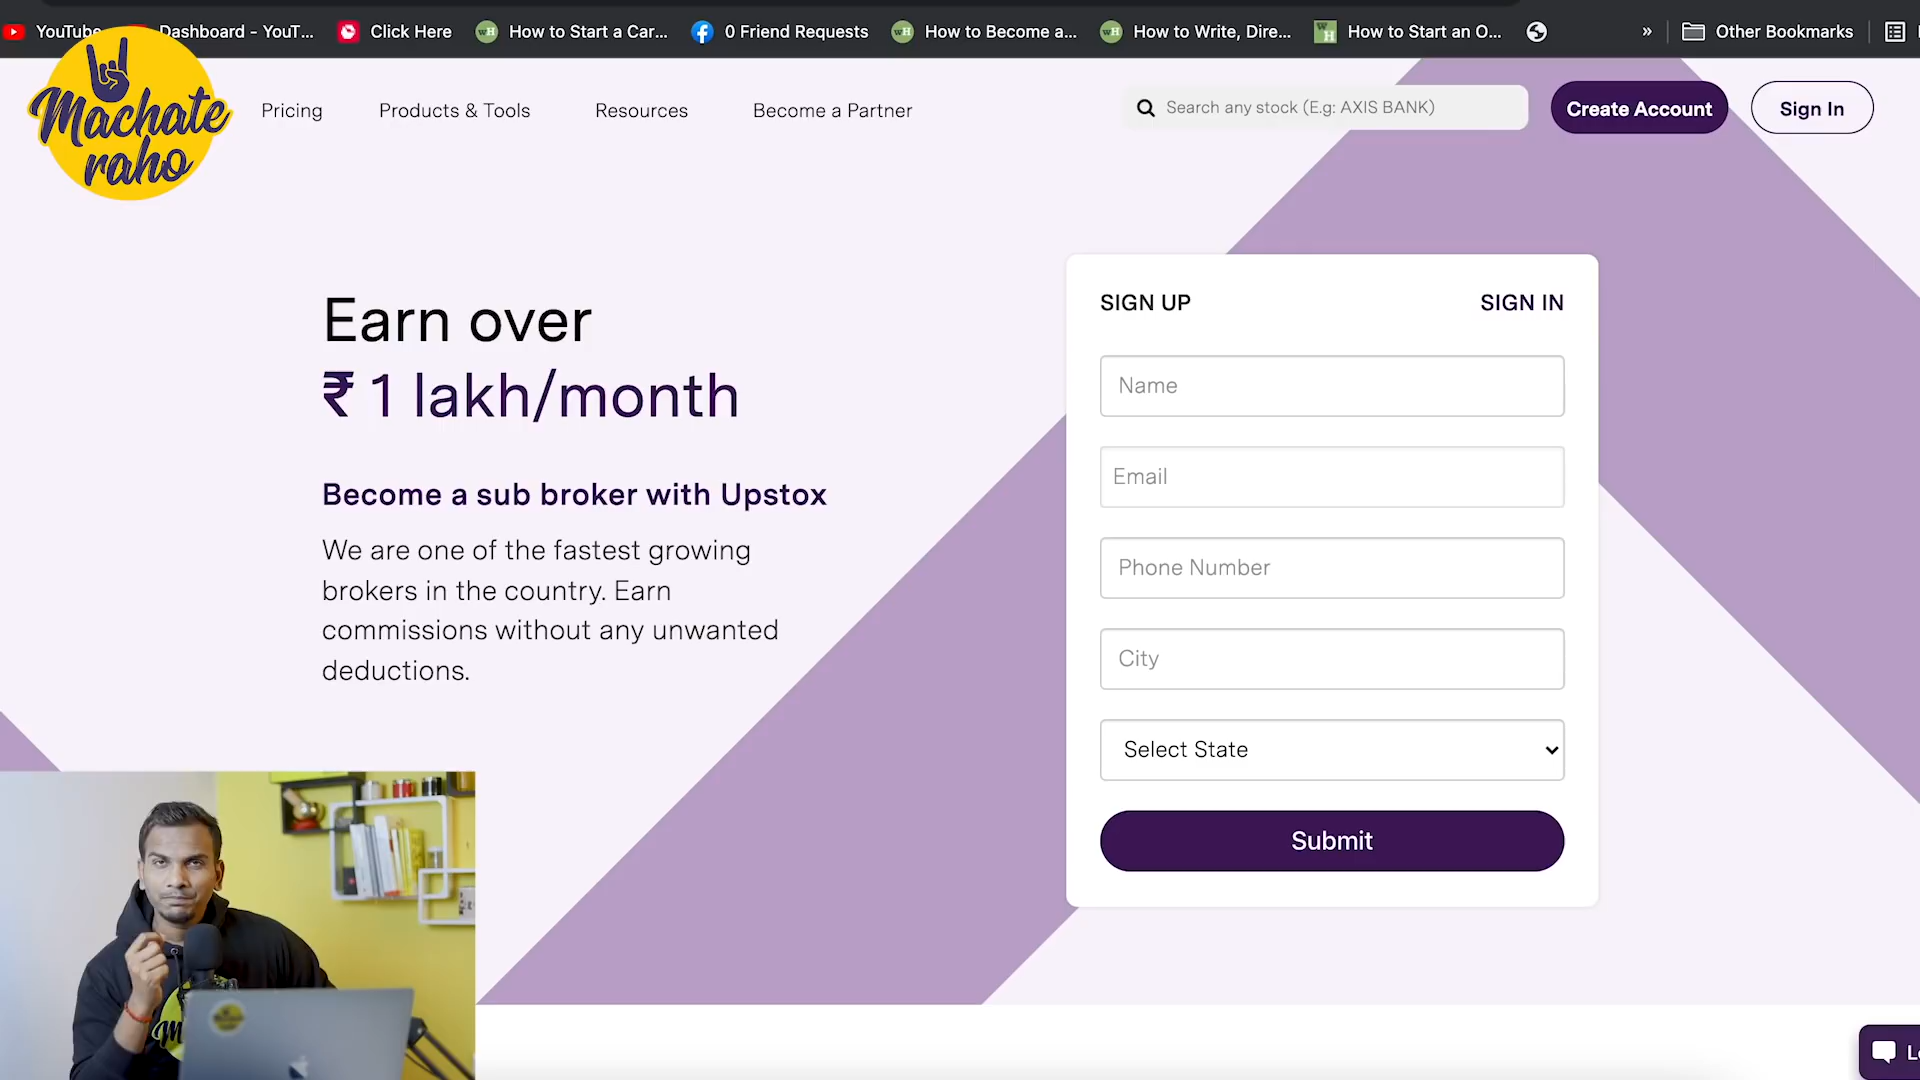 YouTube
Dashboard - YouT...
Click Here
How to Start a Car...
0 Friend Requests
How to Become a...
How to Write, Dire...
How to Start an O...
»
Other Bookmarks
Machate
raho
Pricing
Products & Tools
Resources
Become a Partner
Search any stock (E.g: AXIS BANK)
Create Account
Sign In
Earn over
₹ 1 lakh/month
Become a sub broker with Upstox
We are one of the fastest growing
brokers in the country. Earn
commissions without any unwanted
deductions.
SIGN UP
SIGN IN
Name
Email
Phone Number
City
Select State
Submit